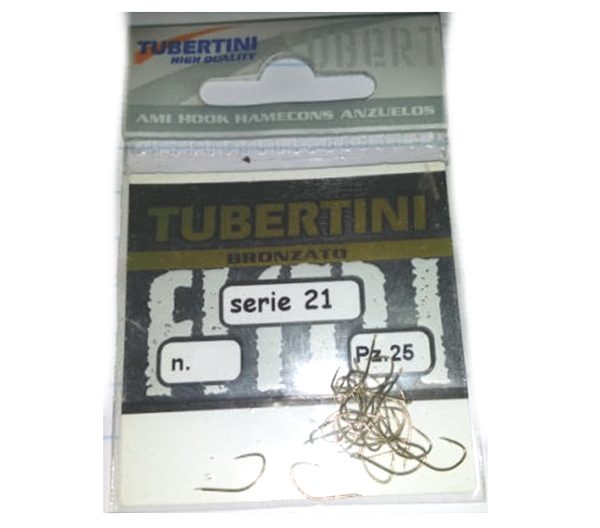 TUBERTINI
HIGH QUALITY
AMI HOOK HAMECONS ANZUELOS
TUBERTINI
BRONZATO
serie 21
n.
Pz.25